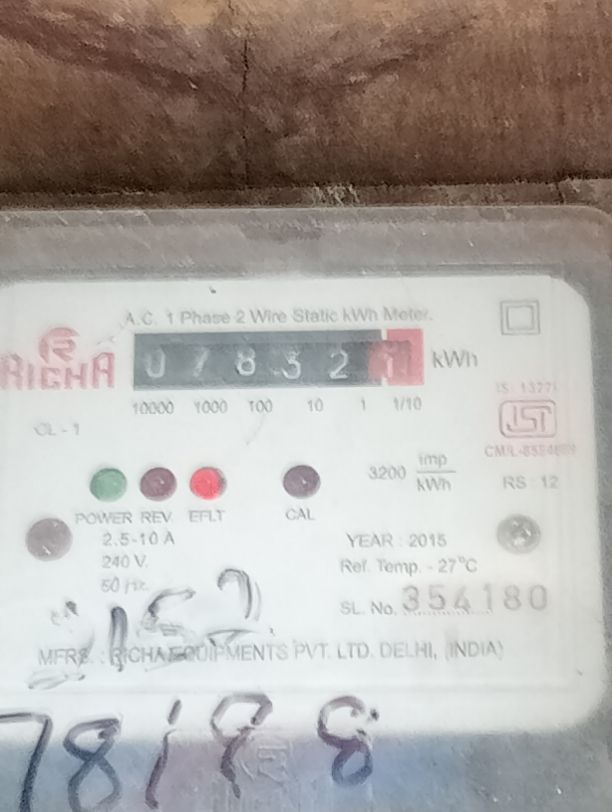 A.C. 1 Phase 2 Wire Static kWh Meter.
RICHA
07832 1 kWh
10000 1000 100 10 1 1/10
CL - 1
IS: 13771
ISI
3200 imp/kWh
RS : 12
POWER REV. EFLT CAL
2.5-10 A
240 V.
50 Hz.
YEAR : 2015
Ref. Temp. - 27°C
SL. No. 354180
MFRS. : RICHA EQUIPMENTS PVT. LTD. DELHI, (INDIA)